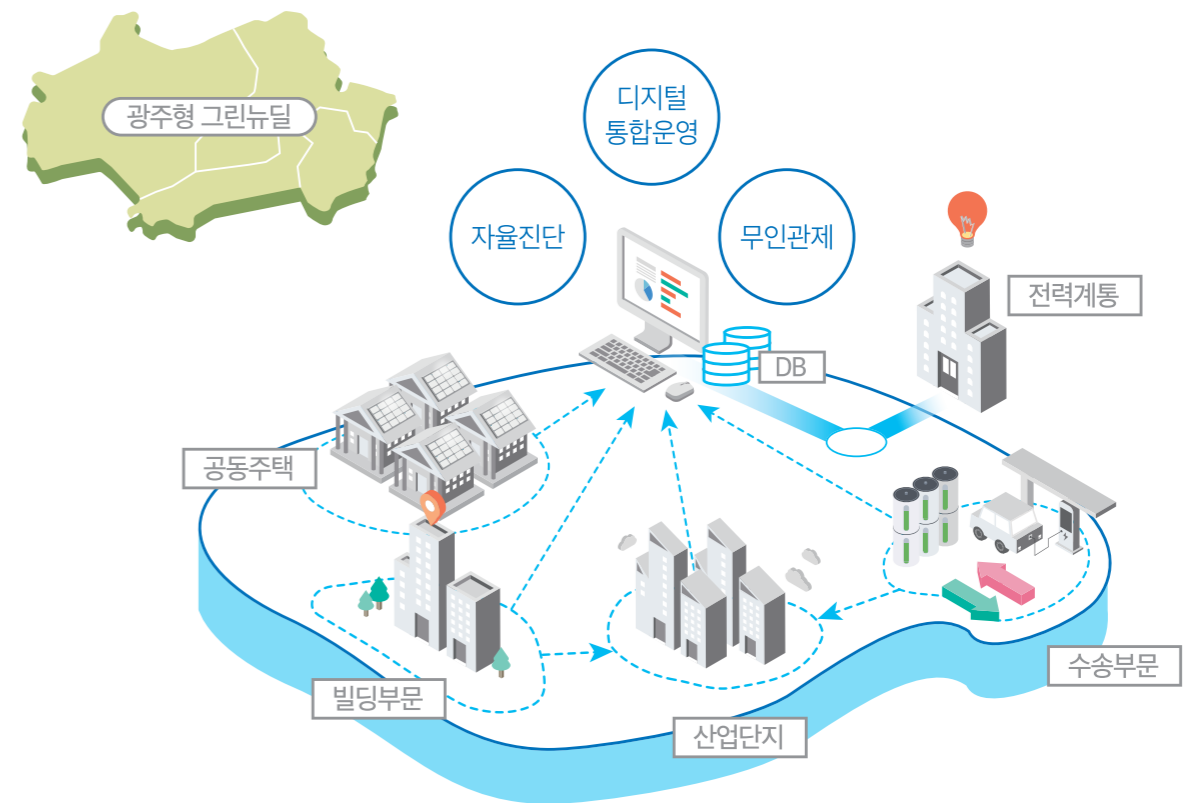 광주형 그린뉴딜
디지털
통합운영
자율진단
무인관제
전력계통
DB
공동주택
수송부문
빌딩부문
산업단지